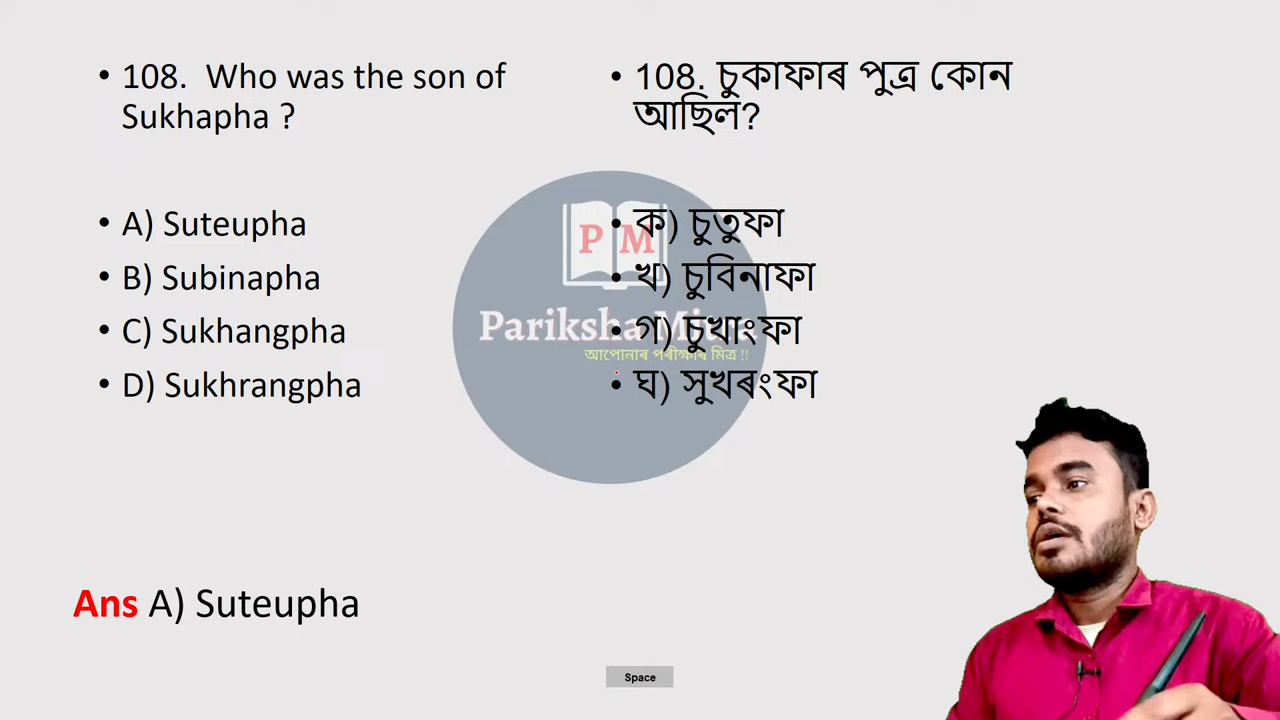 • 108. Who was the son of
Sukhapha ?
• A) Suteupha
• B) Subinapha
• C) Sukhangpha
• D) Sukhrangpha
• 108. চুকাফাৰ পুত্ৰ কোন
আছিল?
• ক) চুতুফা
• খ) চুবিনাফা
• গ) চুখাংফা
• ঘ) সুখৰংফা
P M
Pariksha Mitra
আপোনাৰ পৰীক্ষাৰ মিত্ৰ !!
Ans A) Suteupha
Space